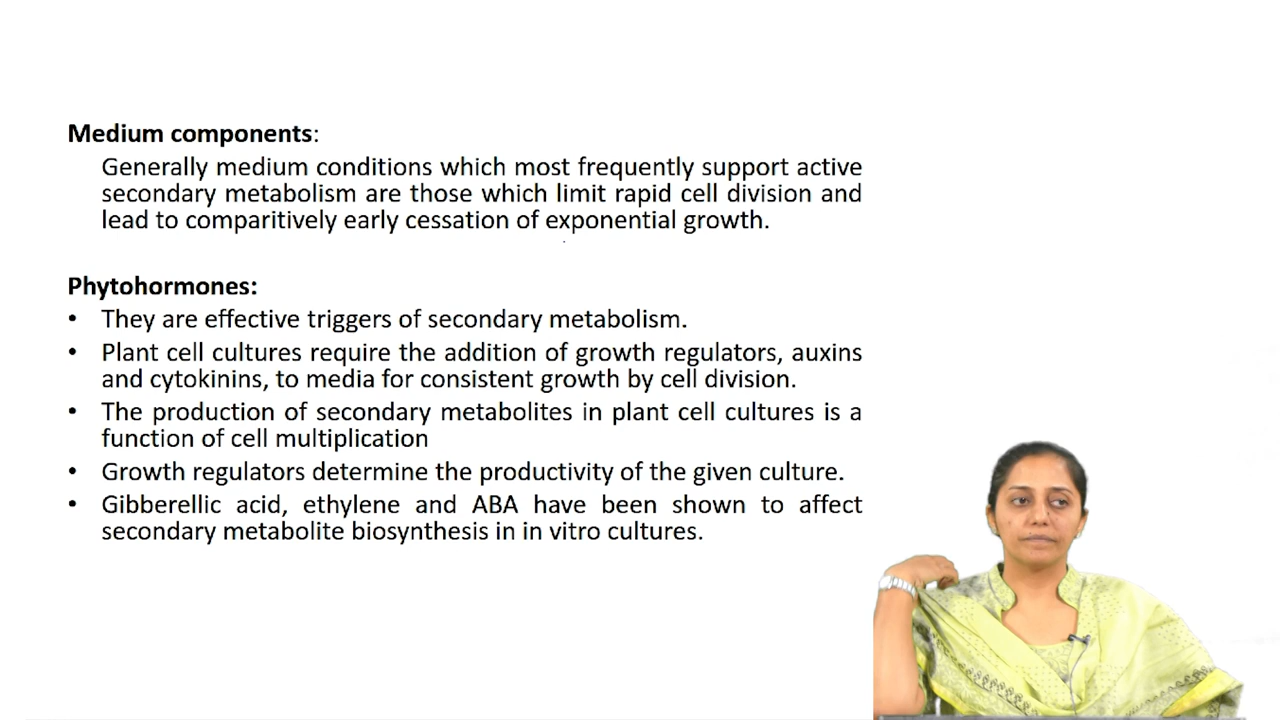 Medium components:
Generally medium conditions which most frequently support active
secondary metabolism are those which limit rapid cell division and
lead to comparitively early cessation of exponential growth.
Phytohormones:
• They are effective triggers of secondary metabolism.
• Plant cell cultures require the addition of growth regulators, auxins
and cytokinins, to media for consistent growth by cell division.
• The production of secondary metabolites in plant cell cultures is a
function of cell multiplication
• Growth regulators determine the productivity of the given culture.
• Gibberellic acid, ethylene and ABA have been shown to affect
secondary metabolite biosynthesis in in vitro cultures.